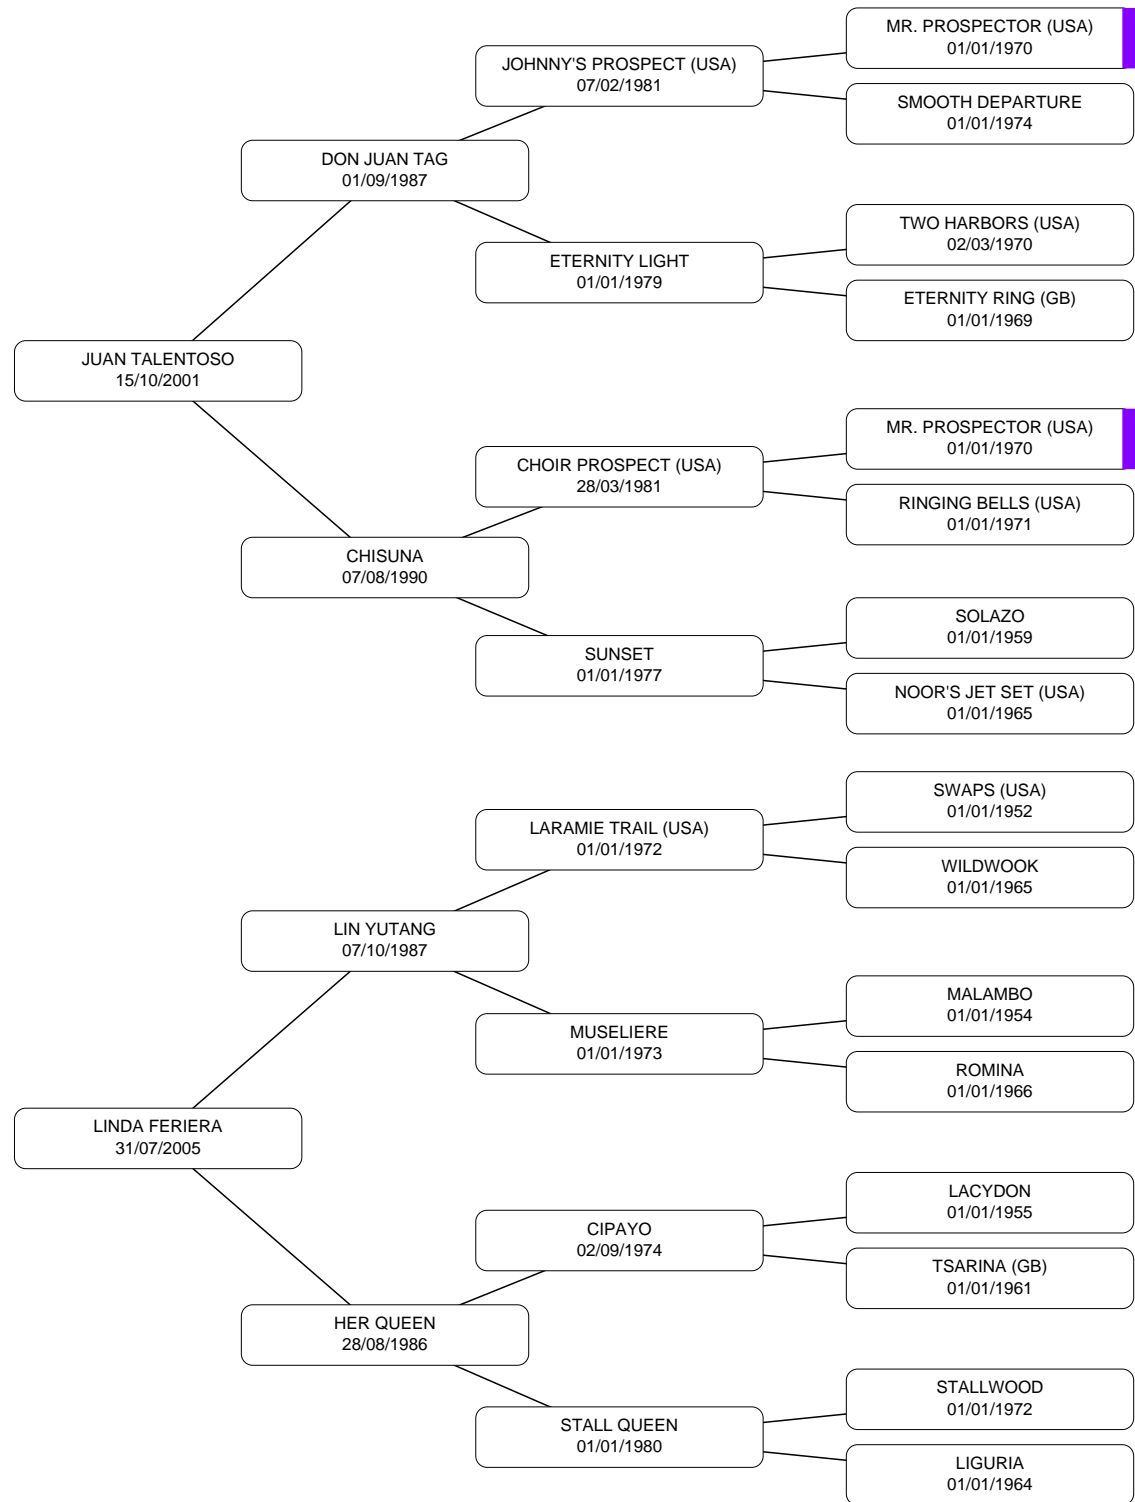 MR. PROSPECTOR (USA)
01/01/1970
JOHNNY'S PROSPECT (USA)
07/02/1981
SMOOTH DEPARTURE
01/01/1974
DON JUAN TAG
01/09/1987
TWO HARBORS (USA)
02/03/1970
ETERNITY LIGHT
01/01/1979
ETERNITY RING (GB)
01/01/1969
JUAN TALENTOSO
15/10/2001
MR. PROSPECTOR (USA)
01/01/1970
CHOIR PROSPECT (USA)
28/03/1981
RINGING BELLS (USA)
01/01/1971
CHISUNA
07/08/1990
SOLAZO
01/01/1959
SUNSET
01/01/1977
NOOR'S JET SET (USA)
01/01/1965
SWAPS (USA)
01/01/1952
LARAMIE TRAIL (USA)
01/01/1972
WILDWOOK
01/01/1965
LIN YUTANG
07/10/1987
MALAMBO
01/01/1954
MUSELIERE
01/01/1973
ROMINA
01/01/1966
LINDA FERIERA
31/07/2005
LACYDON
01/01/1955
CIPAYO
02/09/1974
TSARINA (GB)
01/01/1961
HER QUEEN
28/08/1986
STALLWOOD
01/01/1972
STALL QUEEN
01/01/1980
LIGURIA
01/01/1964